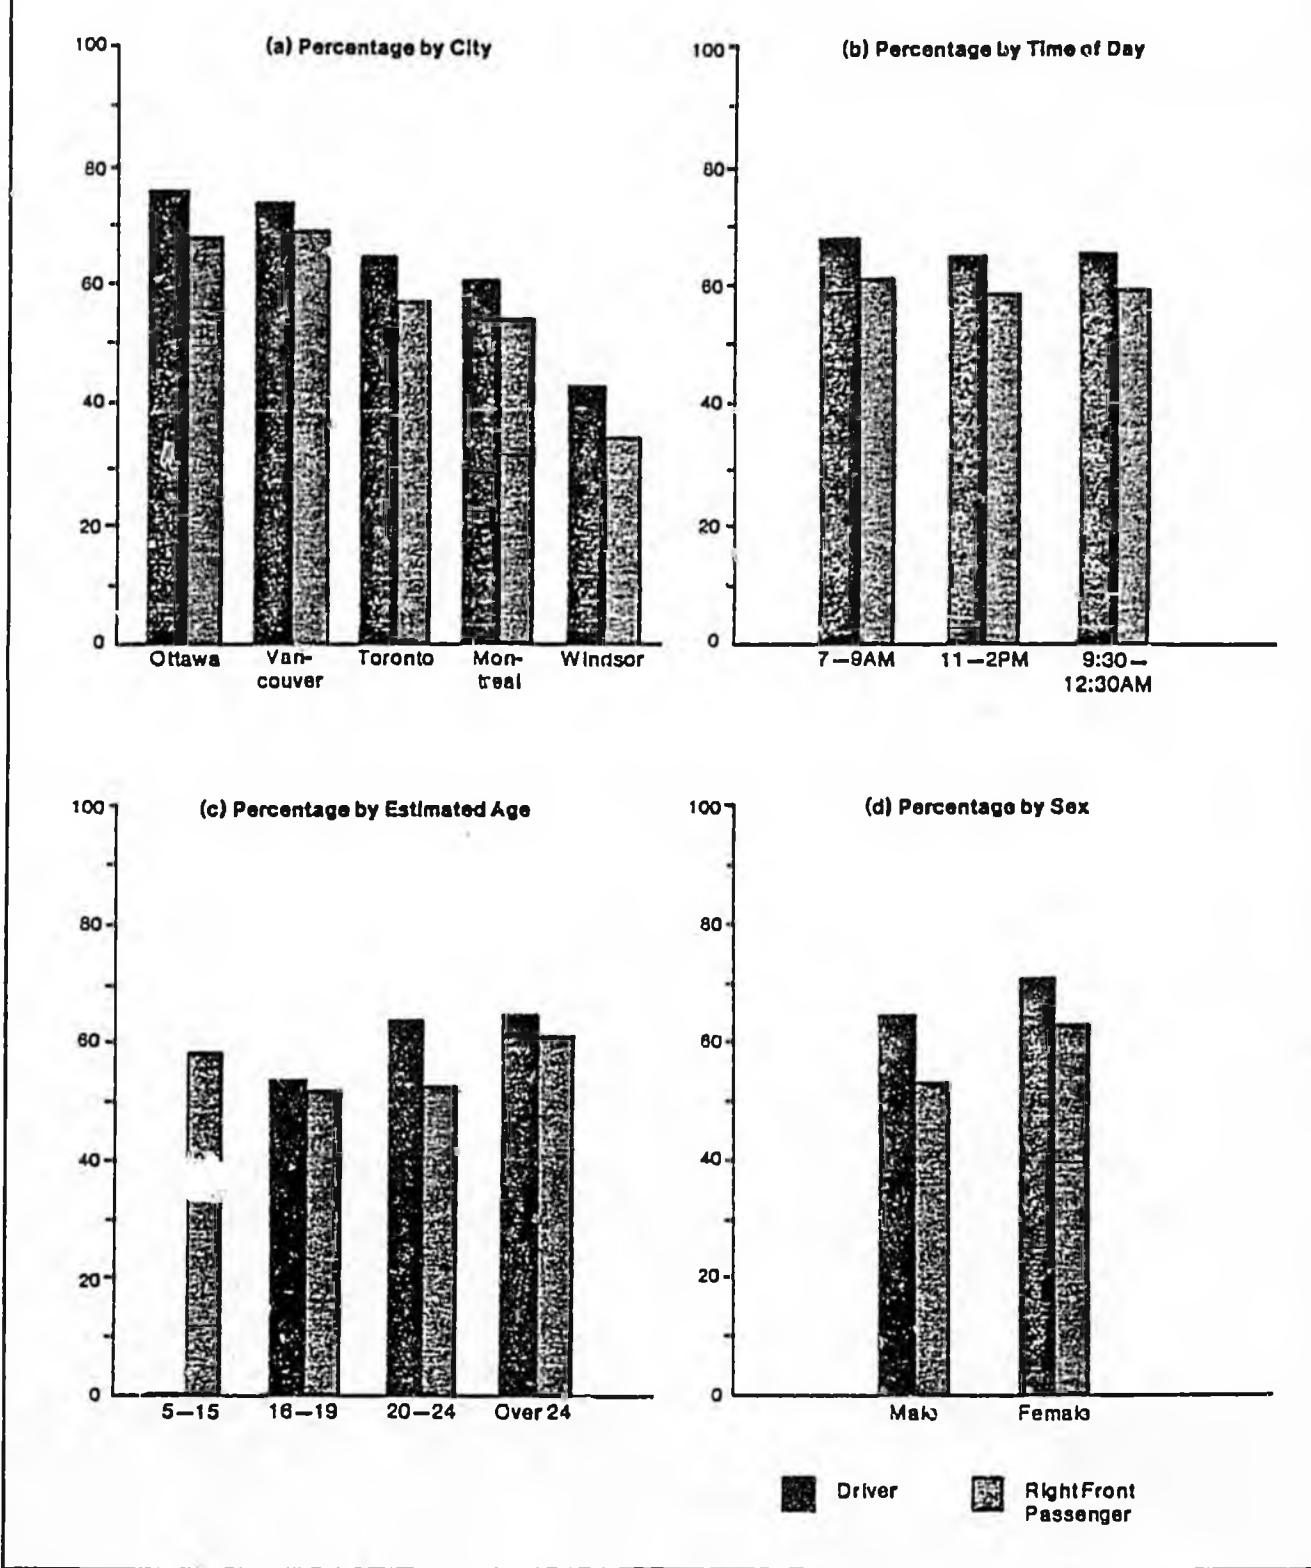 (a) Percentage by City
100
80
60
40
20
0
Ottawa Van- Toronto Mon- Windsor
couver treal
(b) Percentage by Time of Day
100
80
60
40
20
0
7–9AM 11–2PM 9:30–
12:30AM
(c) Percentage by Estimated Age
100
80
60
40
20
0
5–15 16–19 20–24 Over 24
(d) Percentage by Sex
100
80
60
40
20
0
Male Female
Driver Right Front
Passenger